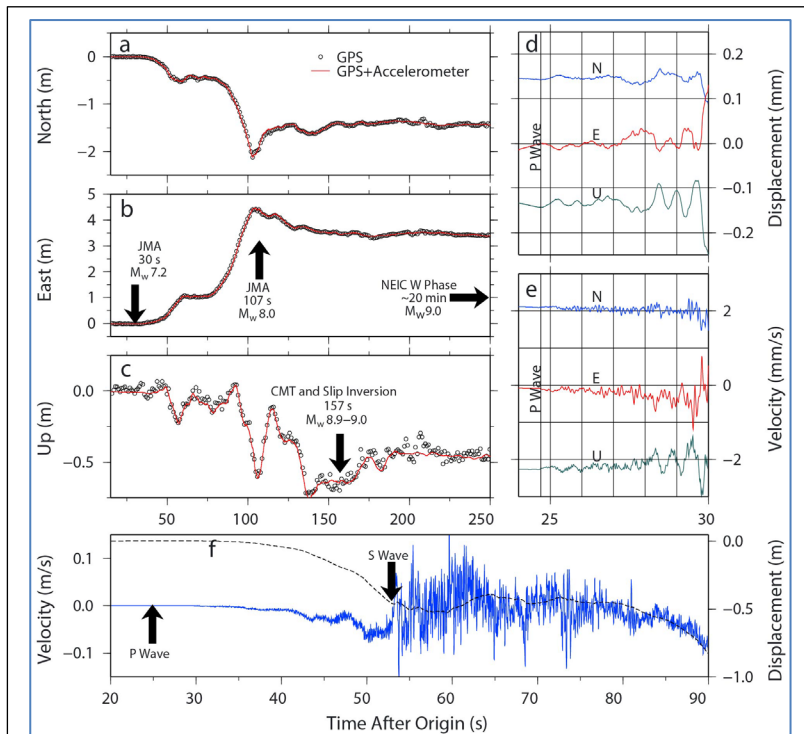 a
GPS
GPS+Accelerometer
North (m)
0
−1
−2
b
5
4
3
2
1
0
East (m)
JMA
30 s
Mw 7.2
JMA
107 s
Mw 8.0
NEIC W Phase
~20 min
Mw9.0
c
0.0
−0.5
Up (m)
CMT and Slip Inversion
157 s
Mw 8.9−9.0
50 100 150 200 250
d
N
E
U
P Wave
0.2
0.1
0.0
−0.1
−0.2
Displacement (mm)
e
N
E
U
P Wave
2
0
−2
Velocity (mm/s)
25 30
f
0.1
0.0
−0.1
Velocity (m/s)
P Wave
S Wave
0.0
−0.5
−1.0
Displacement (m)
20 30 40 50 60 70 80 90
Time After Origin (s)